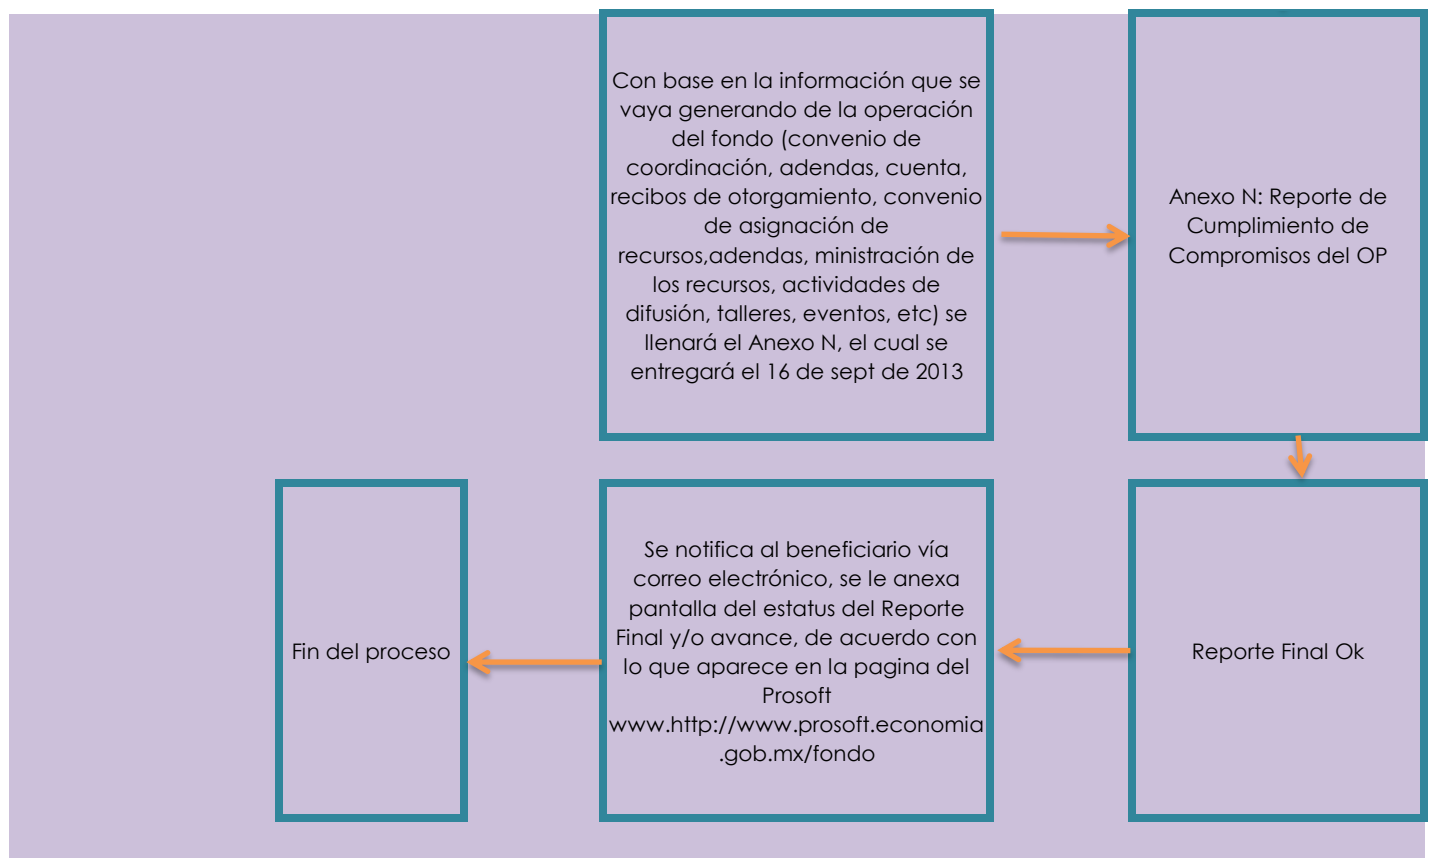 Con base en la información que se
vaya generando de la operación
del fondo (convenio de
coordinación, adendas, cuenta,
recibos de otorgamiento, convenio
de asignación de
recursos,adendas, ministración de
los recursos, actividades de
difusión, talleres, eventos, etc) se
llenará el Anexo N, el cual se
entregará el 16 de sept de 2013
Anexo N: Reporte de
Cumplimiento de
Compromisos del OP
Reporte Final Ok
Se notifica al beneficiario vía
correo electrónico, se le anexa
pantalla del estatus del Reporte
Final y/o avance, de acuerdo con
lo que aparece en la pagina del
Prosoft
www.http://www.prosoft.economia
.gob.mx/fondo
Fin del proceso